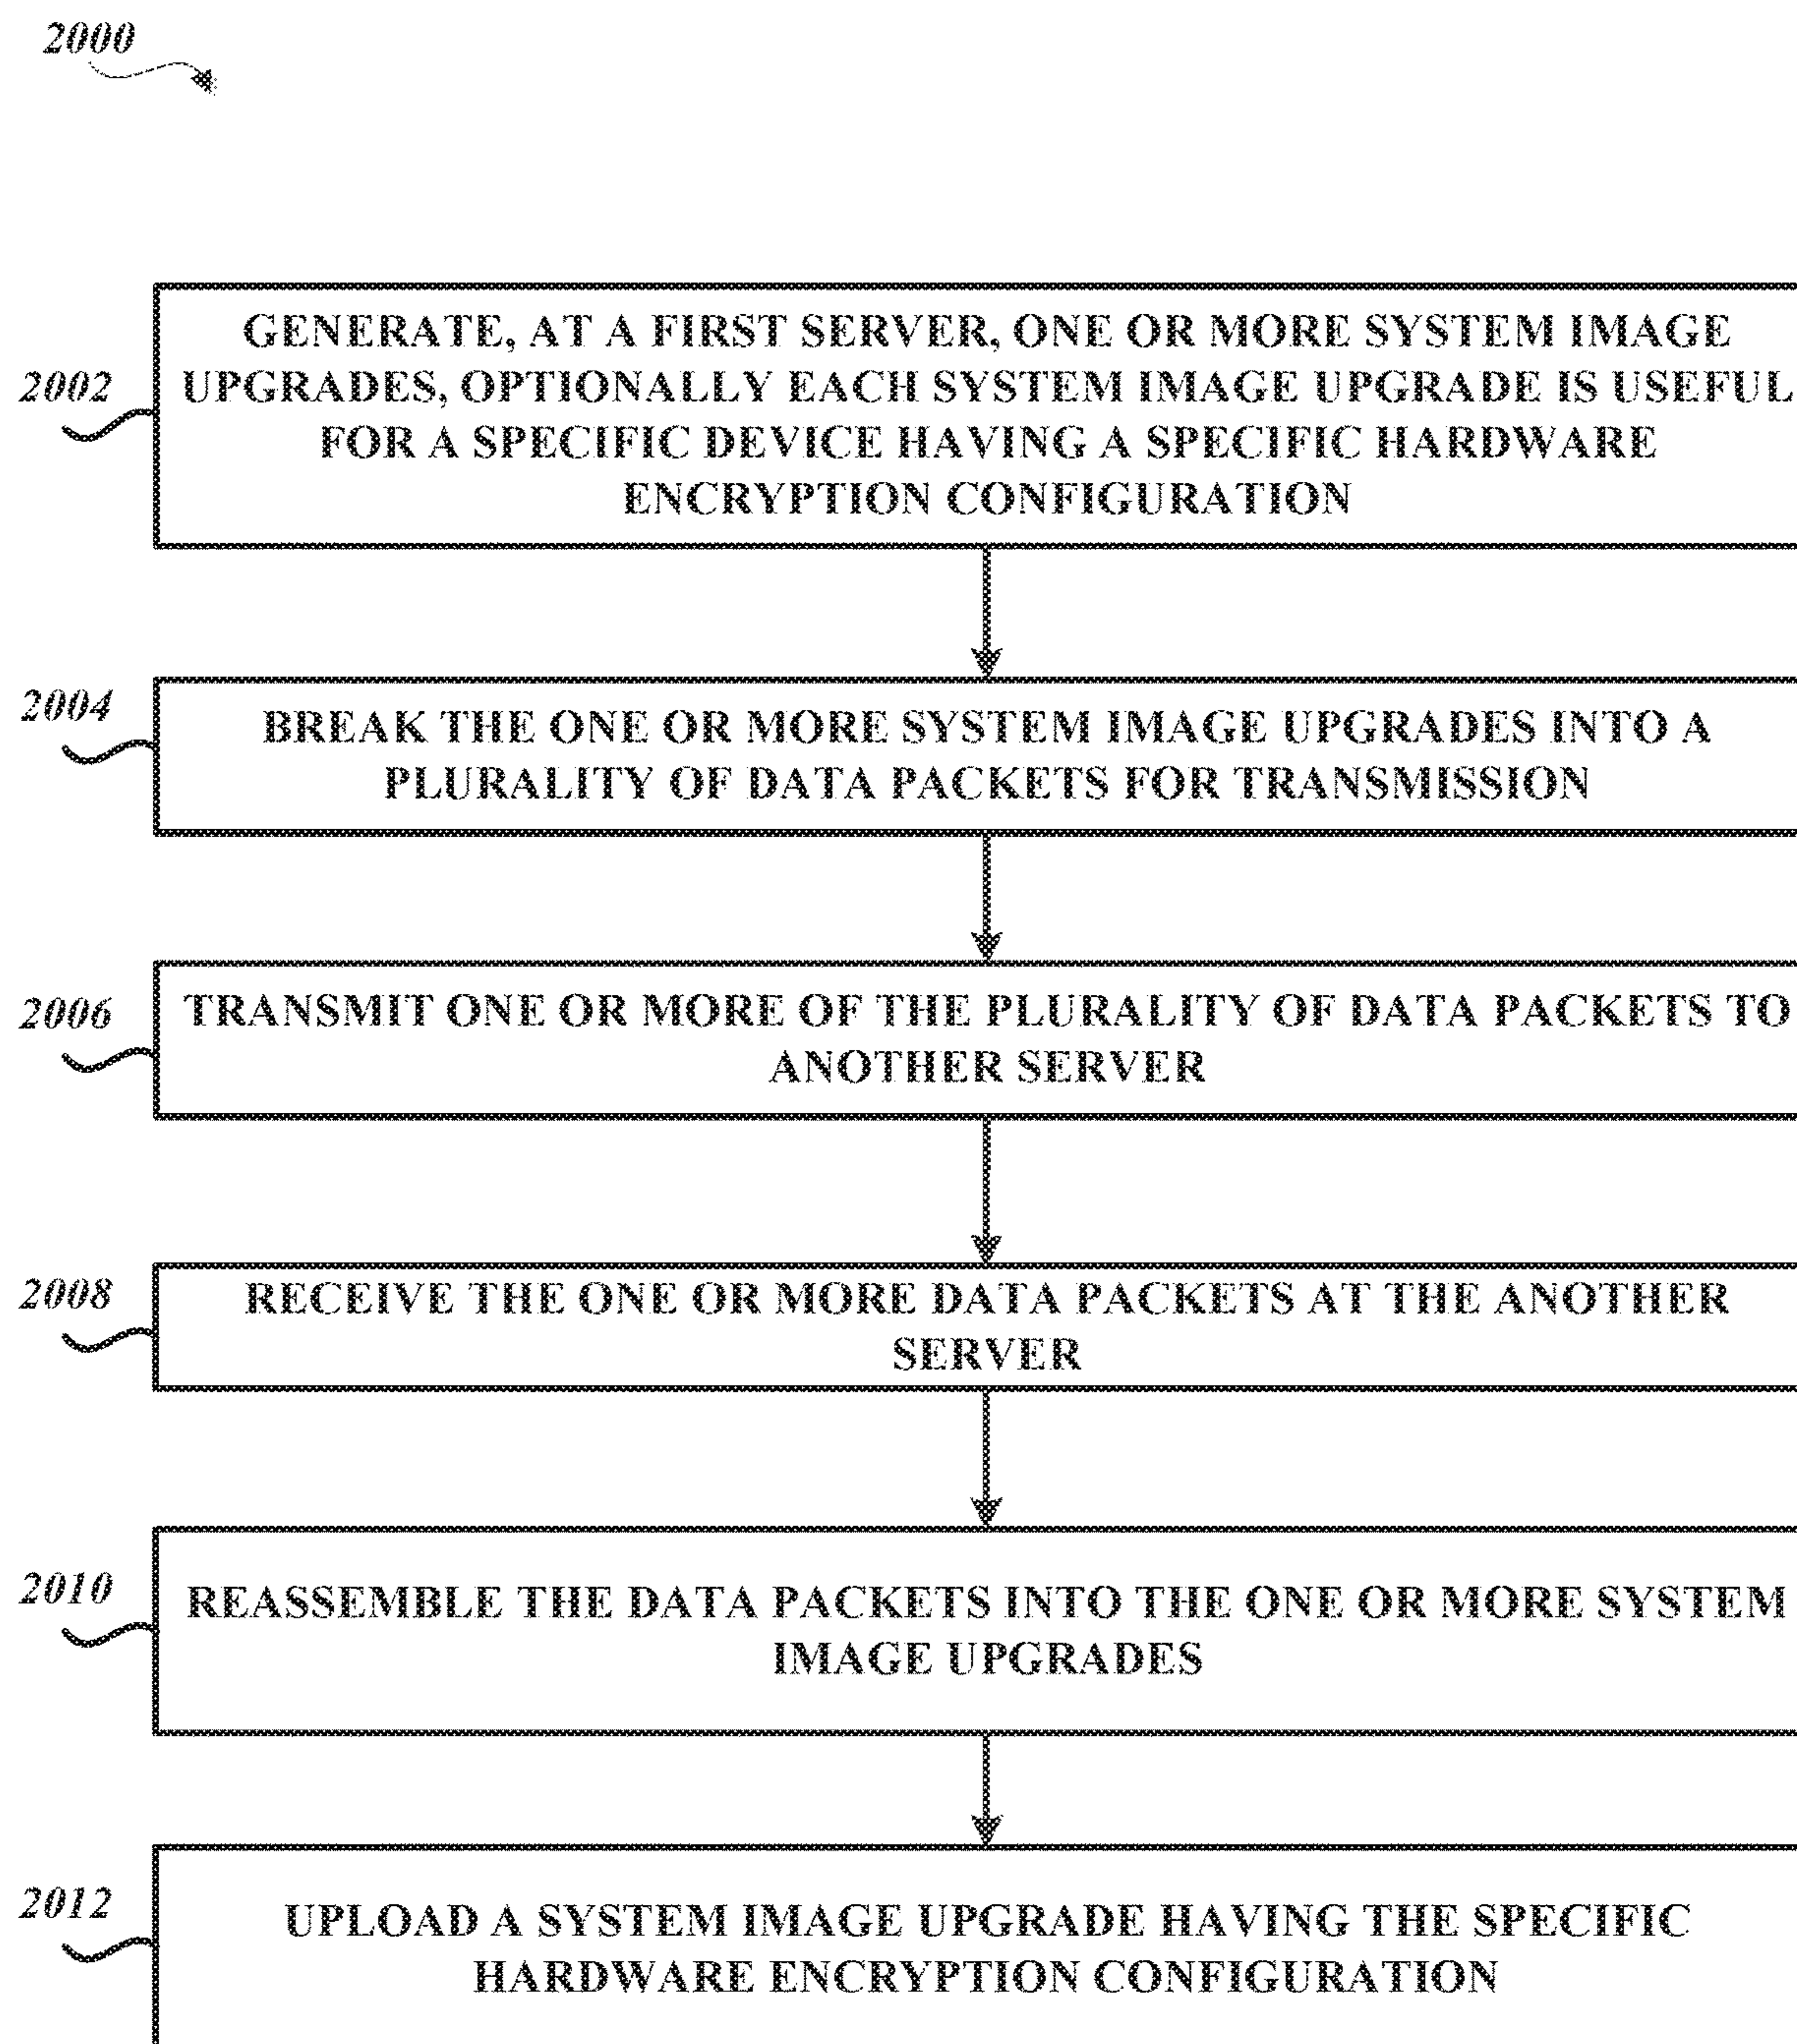 2000
2002
GENERATE, AT A FIRST SERVER, ONE OR MORE SYSTEM IMAGE
UPGRADES, OPTIONALLY EACH SYSTEM IMAGE UPGRADE IS USEFUL
FOR A SPECIFIC DEVICE HAVING A SPECIFIC HARDWARE
ENCRYPTION CONFIGURATION
2004
BREAK THE ONE OR MORE SYSTEM IMAGE UPGRADES INTO A
PLURALITY OF DATA PACKETS FOR TRANSMISSION
2006
TRANSMIT ONE OR MORE OF THE PLURALITY OF DATA PACKETS TO
ANOTHER SERVER
2008
RECEIVE THE ONE OR MORE DATA PACKETS AT THE ANOTHER
SERVER
2010
REASSEMBLE THE DATA PACKETS INTO THE ONE OR MORE SYSTEM
IMAGE UPGRADES
2012
UPLOAD A SYSTEM IMAGE UPGRADE HAVING THE SPECIFIC
HARDWARE ENCRYPTION CONFIGURATION